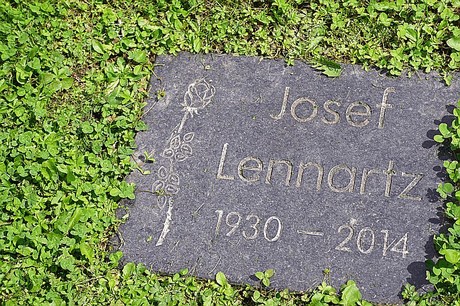 Josef
Lennartz
1930 – 2014